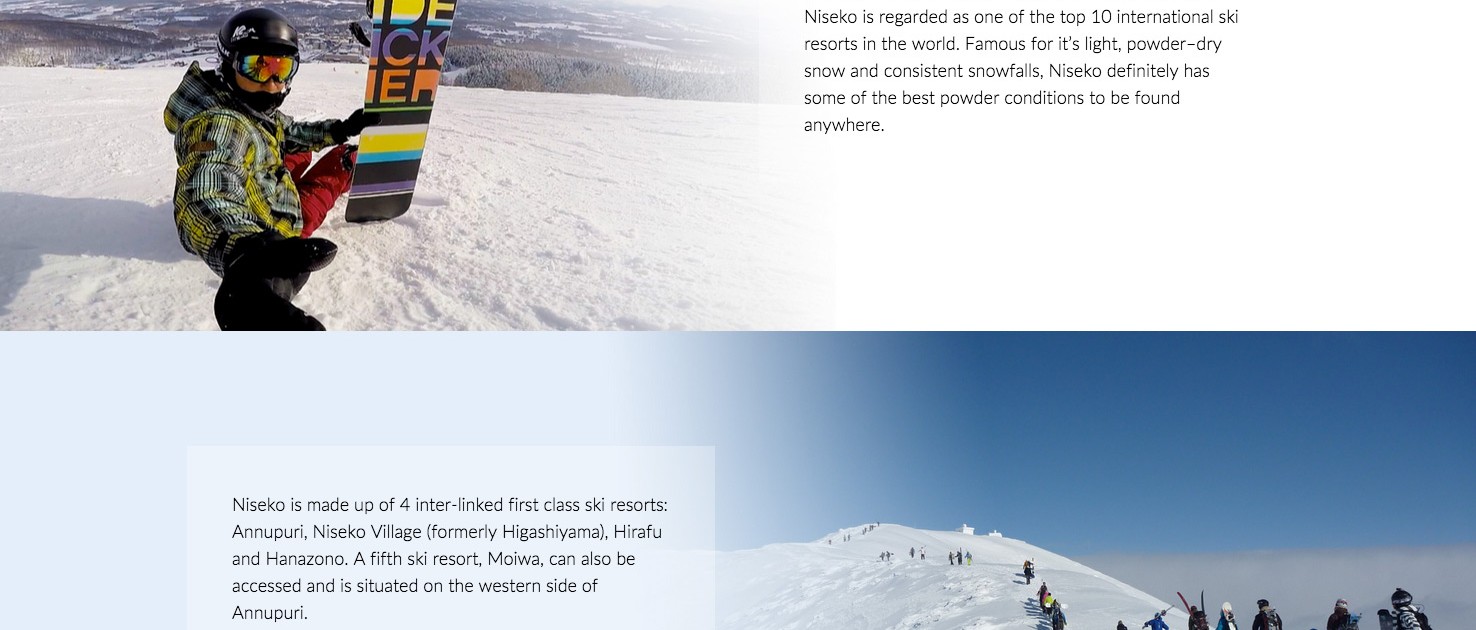 IDE
ICK
IER
Niseko is regarded as one of the top 10 international ski
resorts in the world. Famous for it's light, powder–dry
snow and consistent snowfalls, Niseko definitely has
some of the best powder conditions to be found
anywhere.
Niseko is made up of 4 inter-linked first class ski resorts:
Annupuri, Niseko Village (formerly Higashiyama), Hirafu
and Hanazono. A fifth ski resort, Moiwa, can also be
accessed and is situated on the western side of
Annupuri.